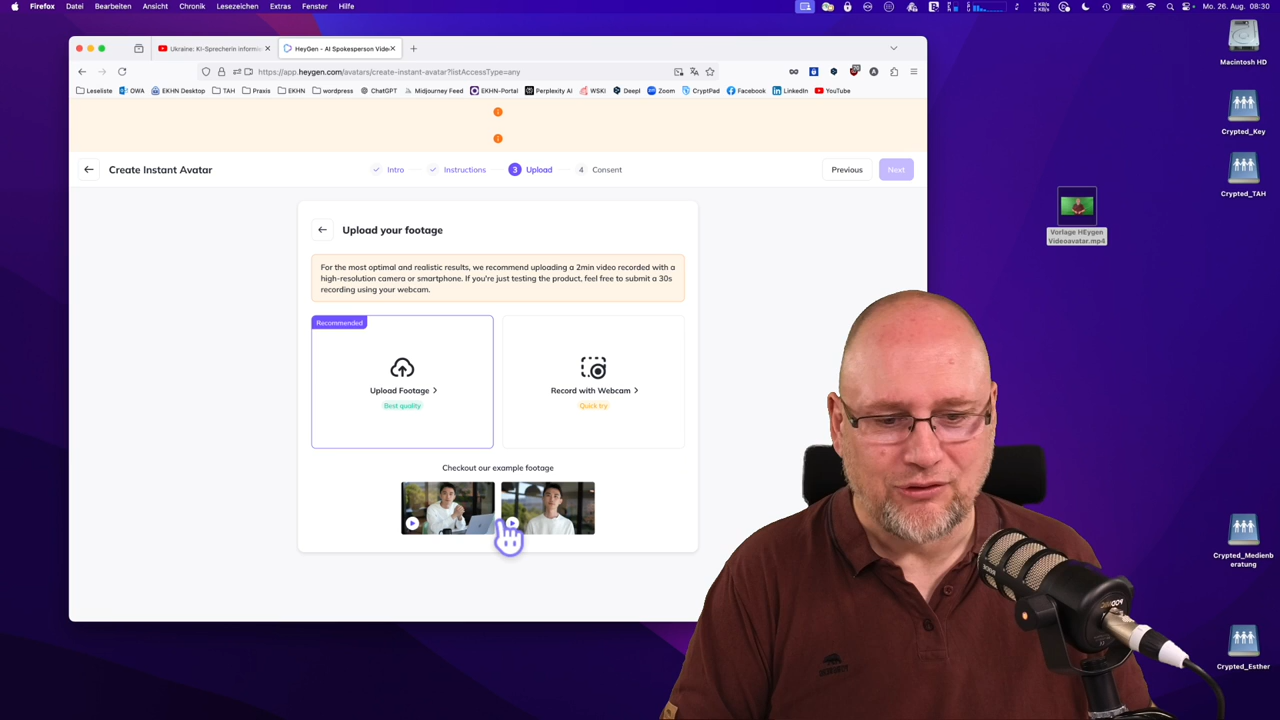 Firefox Datei Bearbeiten Ansicht Chronik Lesezeichen Extras Fenster Hilfe
Mo. 26. Aug. 08:30
Ukraine: KI-Sprecherin informie
HeyGen - AI Spokesperson Video
https://app.heygen.com/avatars/create-instant-avatar?listAccessType=any
Leseliste OWA EKHN Desktop TAH Praxis EKHN wordpress ChatGPT Midjourney Feed EKHN-Portal Perplexity AI WSKI Deepl Zoom CryptPad Facebook LinkedIn YouTube
Create Instant Avatar
Intro
Instructions
3 Upload
4 Consent
Previous
Next
Upload your footage
For the most optimal and realistic results, we recommend uploading a 2min video recorded with a
high-resolution camera or smartphone. If you're just testing the product, feel free to submit a 30s
recording using your webcam.
Recommended
Upload Footage
Best quality
Record with Webcam
Quick try
Checkout our example footage
Vorlage HEygen
Videoavatar.mp4
Macintosh HD
Crypted_Key
Crypted_TAH
Crypted_Medienb
eratung
Crypted_Esther